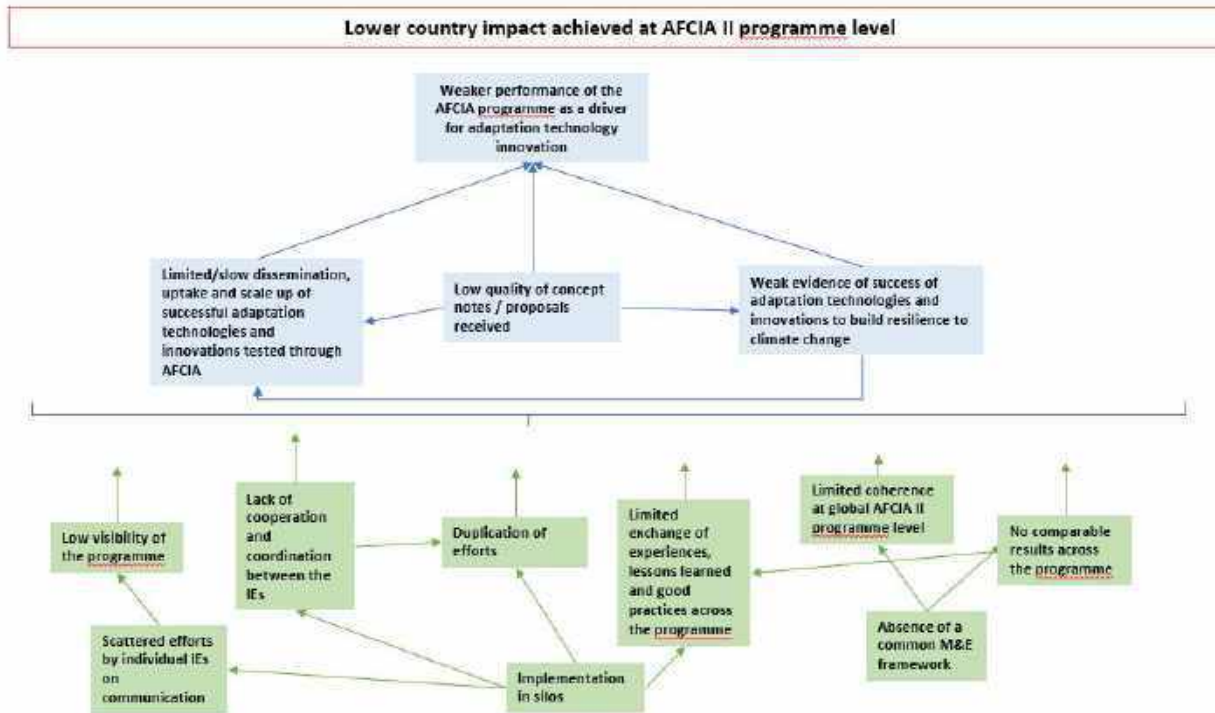 Lower country impact achieved at AFCIA II programme level
Weaker performance of the
AFCIA programme as a driver
for adaptation technology
innovation
Limited/slow dissemination,
uptake and scale up of
successful adaptation
technologies and
innovations tested through
AFCIA
Low quality of concept
notes / proposals
received
Weak evidence of success of
adaptation technologies and
innovations to build resilience to
climate change
Low visibility of
the programme
Lack of
cooperation
and
coordination
between the
IEs
Duplication of
efforts
Limited
exchange of
experiences,
lessons learned
and good
practices across
the programme
Limited coherence
at global AFCIA II
programme level
No comparable
results across
the programme
Scattered efforts
by individual IEs
on
communication
Implementation
in silos
Absence of a
common M&E
framework